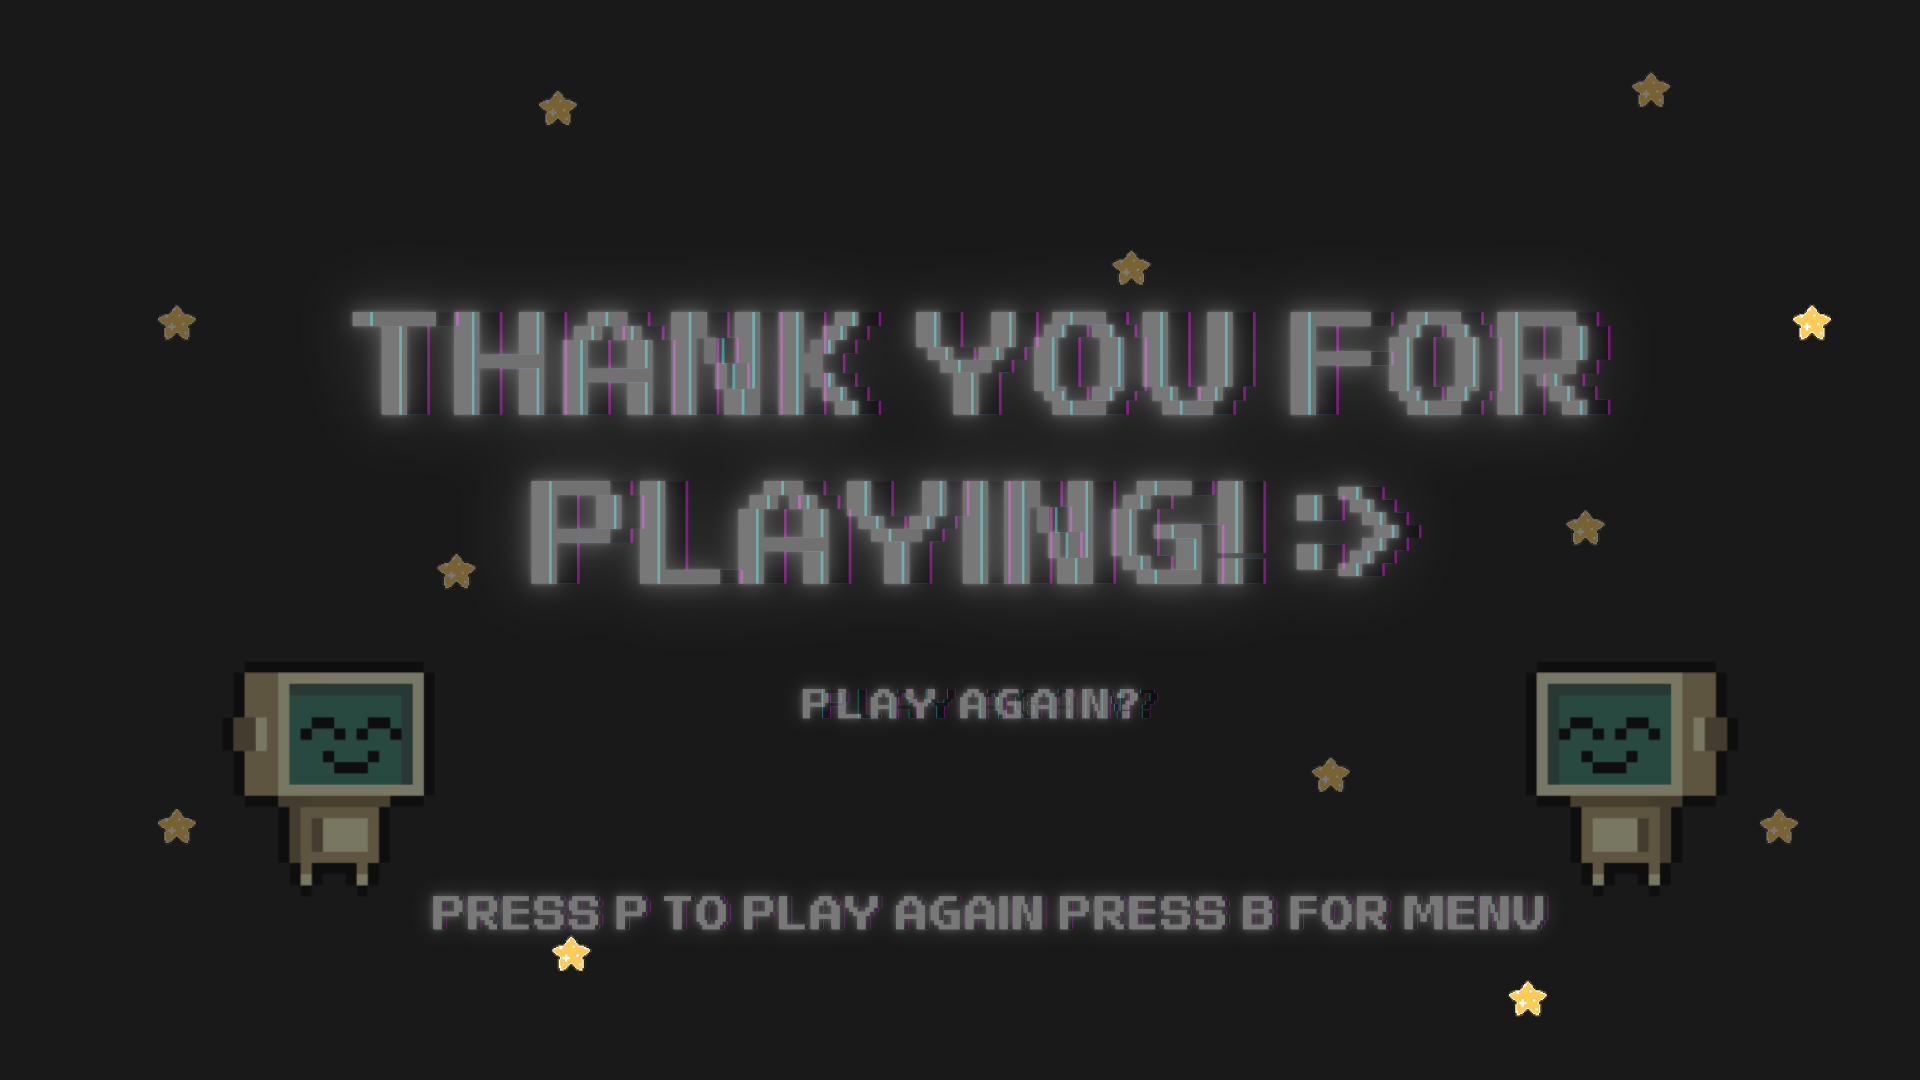 THANK YOU FOR
PLAYING! :>
PLAY AGAIN?
PRESS P TO PLAY AGAIN PRESS B FOR MENU